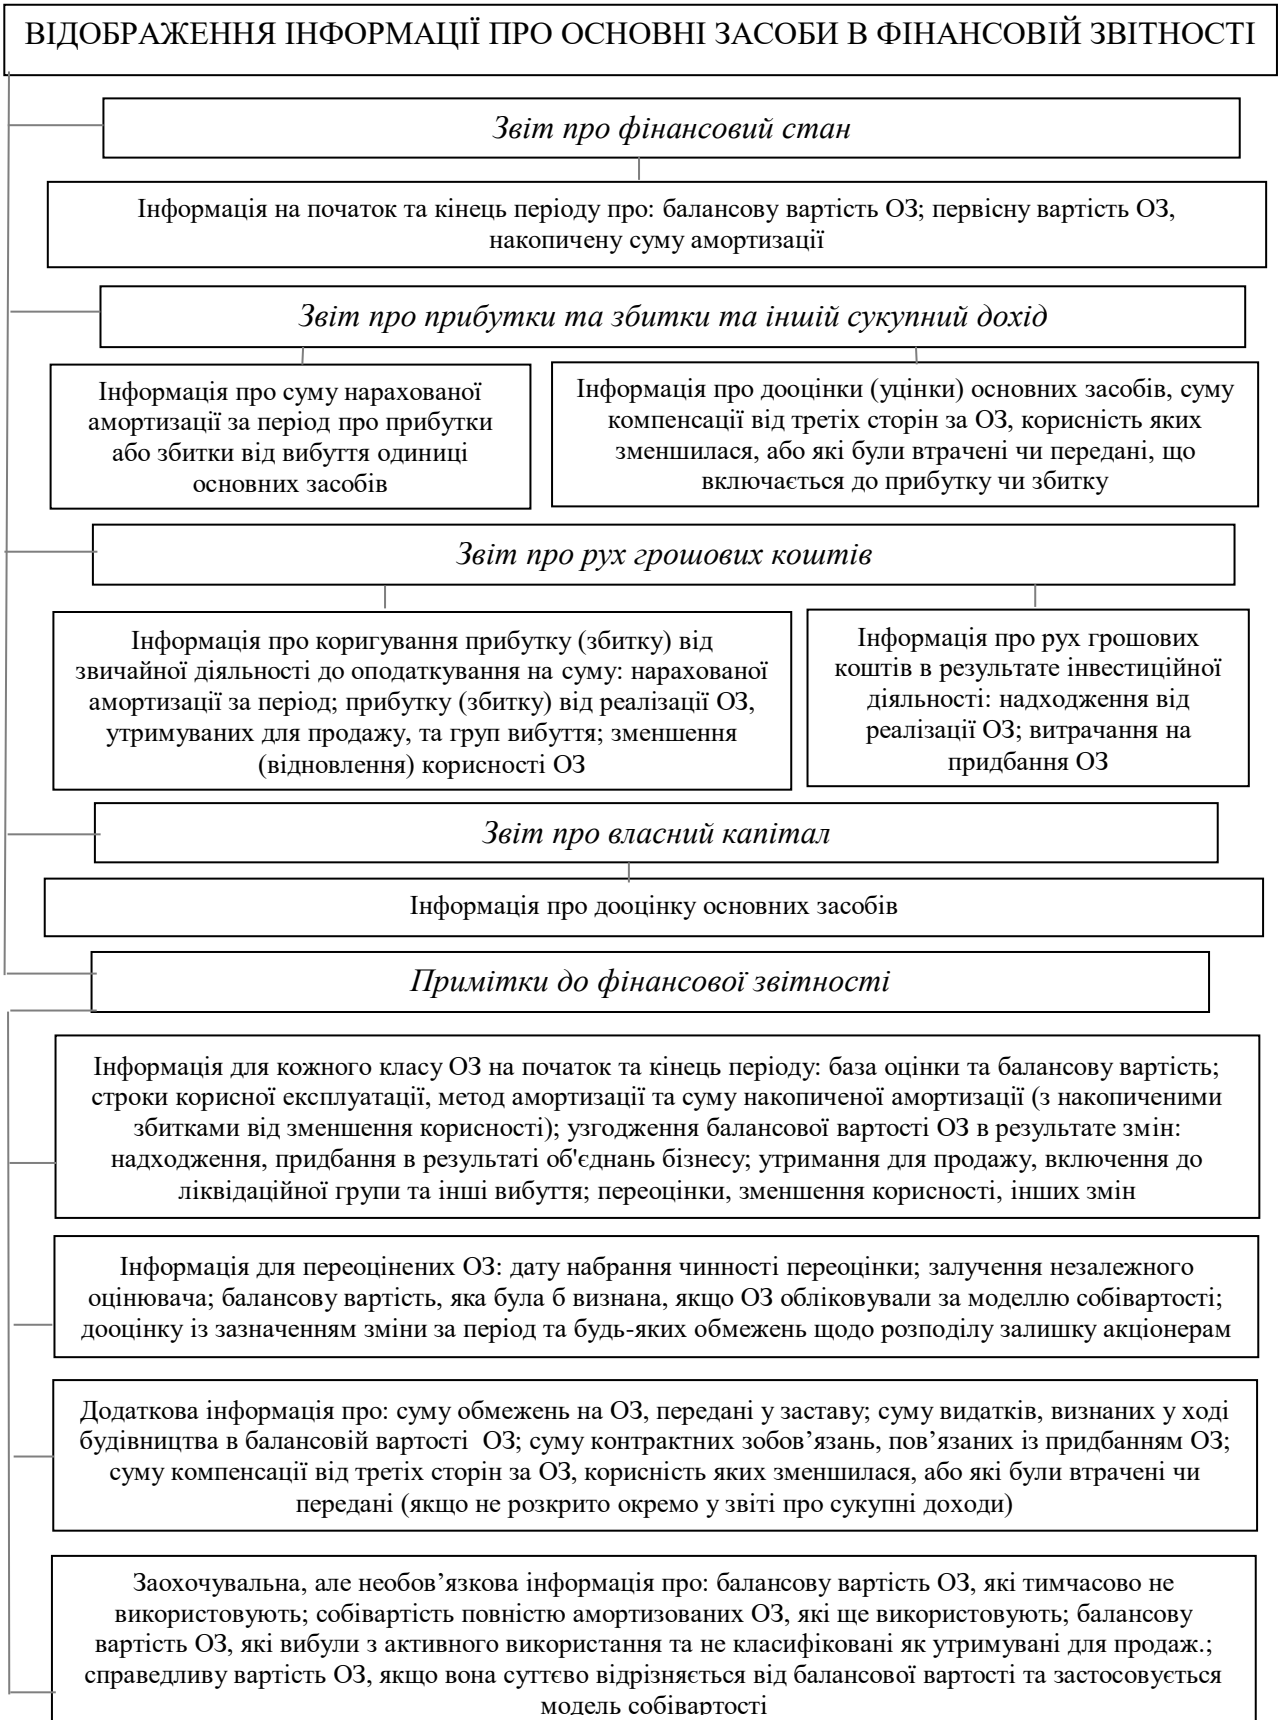 ВІДОБРАЖЕННЯ ІНФОРМАЦІЇ ПРО ОСНОВНІ ЗАСОБИ В ФІНАНСОВІЙ ЗВІТНОСТІ
Звіт про фінансовий стан
Інформація на початок та кінець періоду про: балансову вартість ОЗ; первісну вартість ОЗ,
накопичену суму амортизації
Звіт про прибутки та збитки та іншій сукупний дохід
Інформація про суму нарахованої
амортизації за період про прибутки
або збитки від вибуття одиниці
основних засобів
Інформація про дооцінки (уцінки) основних засобів, суму
компенсації від третіх сторін за ОЗ, корисність яких
зменшилася, або які були втрачені чи передані, що
включається до прибутку чи збитку
Звіт про рух грошових коштів
Інформація про коригування прибутку (збитку) від
звичайної діяльності до оподаткування на суму: нарахованої
амортизації за період; прибутку (збитку) від реалізації ОЗ,
утримуваних для продажу, та груп вибуття; зменшення
(відновлення) корисності ОЗ
Інформація про рух грошових
коштів в результате інвестиційної
діяльності: надходження від
реалізації ОЗ; витрачання на
придбання ОЗ
Звіт про власний капітал
Інформація про дооцінку основних засобів
Примітки до фінансової звітності
Інформація для кожного класу ОЗ на початок та кінець періоду: база оцінки та балансову вартість;
строки корисної експлуатації, метод амортизації та суму накопиченої амортизації (з накопиченими
збитками від зменшення корисності); узгодження балансової вартості ОЗ в результате змін:
надходження, придбання в результаті об'єднань бізнесу; утримання для продажу, включення до
ліквідаційної групи та інші вибуття; переоцінки, зменшення корисності, інших змін
Інформація для переоцінених ОЗ: дату набрання чинності переоцінки; залучення незалежного
оцінювача; балансову вартість, яка була б визнана, якщо ОЗ обліковували за моделлю собівартості;
дооцінку із зазначенням зміни за період та будь-яких обмежень щодо розподілу залишку акціонерам
Додаткова інформація про: суму обмежень на ОЗ, передані у заставу; суму видатків, визнаних у ході
будівництва в балансовій вартості ОЗ; суму контрактних зобов’язань, пов’язаних із придбанням ОЗ;
суму компенсації від третіх сторін за ОЗ, корисність яких зменшилася, або які були втрачені чи
передані (якщо не розкрито окремо у звіті про сукупні доходи)
Заохочувальна, але необов’язкова інформація про: балансову вартість ОЗ, які тимчасово не
використовують; собівартість повністю амортизованих ОЗ, які ще використовують; балансову
вартість ОЗ, які вибули з активного використання та не класифіковані як утримувані для продаж.;
справедливу вартість ОЗ, якщо вона суттєво відрізняється від балансової вартості та застосовується
модель собівартості